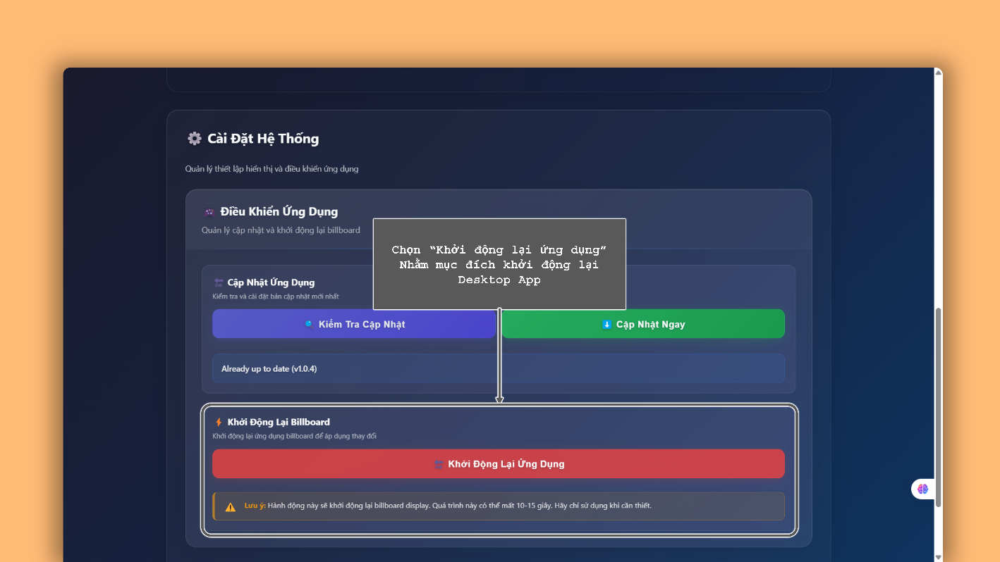 Cài Đặt Hệ Thống
Quản lý thiết lập hiển thị và điều khiển ứng dụng
Điều Khiển Ứng Dụng
Quản lý cập nhật và khởi động lại billboard
Chọn “Khởi động lại ứng dụng”
Nhằm mục đích khởi động lại
Desktop App
Cập Nhật Ứng Dụng
Kiểm tra và cài đặt bản cập nhật mới nhất
Kiểm Tra Cập Nhật
Cập Nhật Ngay
Already up to date (v1.0.4)
Khởi Động Lại Billboard
Khởi động lại ứng dụng billboard để áp dụng thay đổi
Khởi Động Lại Ứng Dụng
Lưu ý: Hành động này sẽ khởi động lại billboard display. Quá trình này có thể mất 10-15 giây. Hãy chỉ sử dụng khi cần thiết.